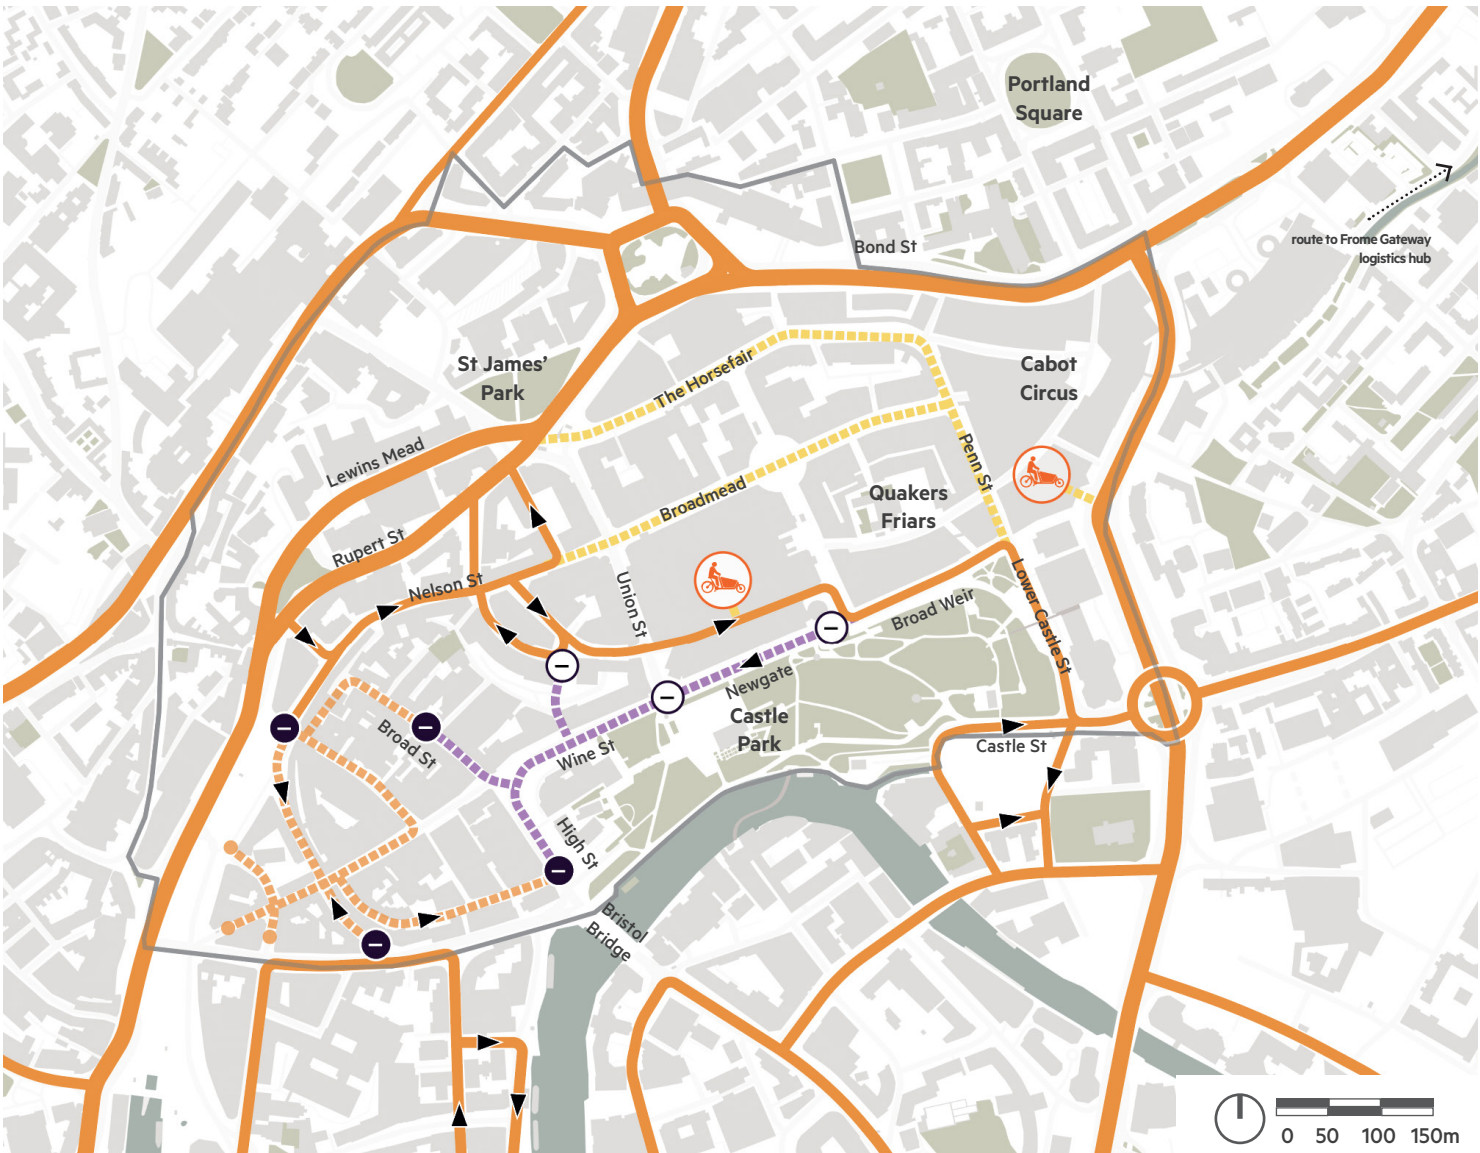 Portland
Square
route to Frome Gateway
logistics hub
Bond St
St James’
Park
The Horsefair
Cabot
Circus
Lewins Mead
Penn St
Broadmead
Quakers
Friars
Rupert St
Nelson St
Union St
Lower Castle St
Broad Weir
Newgate
Castle
Park
Broad St
Wine St
Castle St
High St
Bristol
Bridge
0 50 100 150m